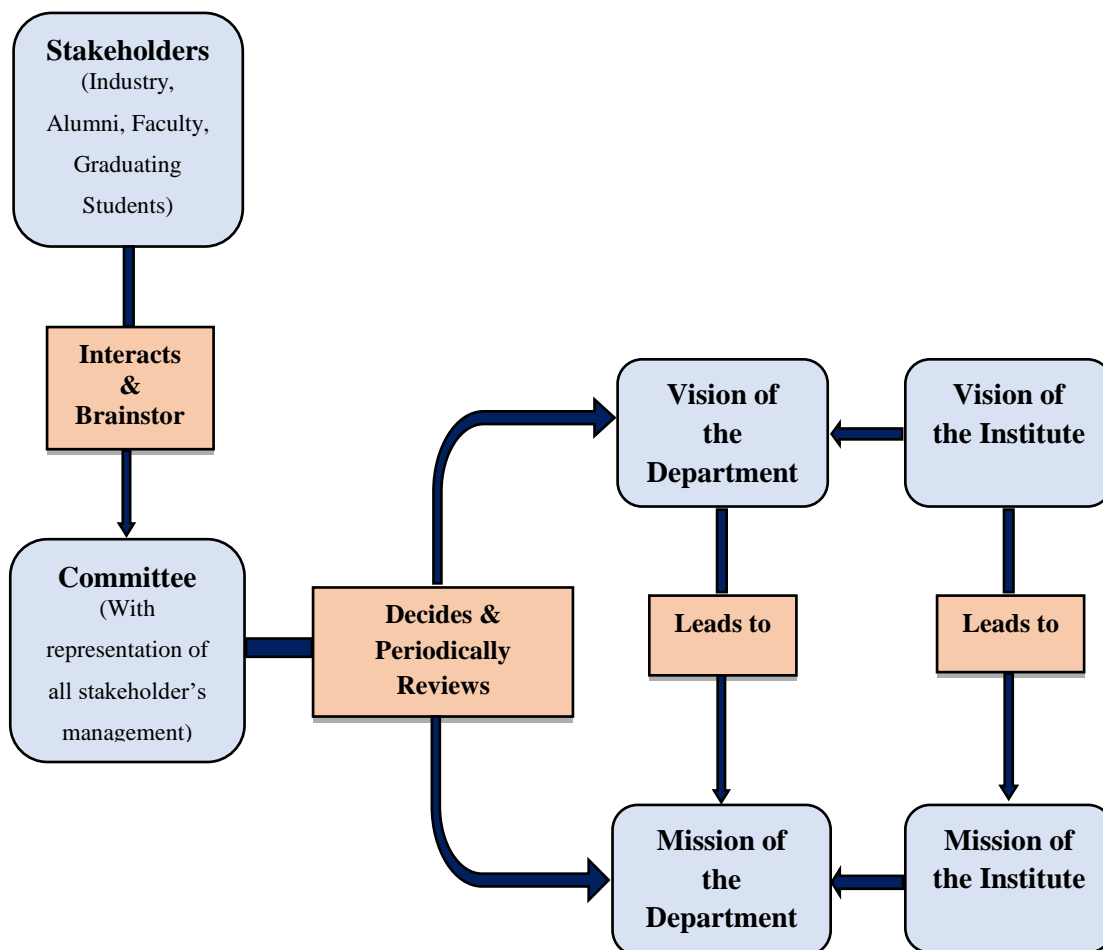 Stakeholders
(Industry,
Alumni, Faculty,
Graduating
Students)
Interacts
&
Brainstor
Committee
(With
representation of
all stakeholder’s
management)
Decides &
Periodically
Reviews
Vision of
the
Department
Vision of
the Institute
Leads to
Leads to
Mission of
the
Department
Mission of
the Institute